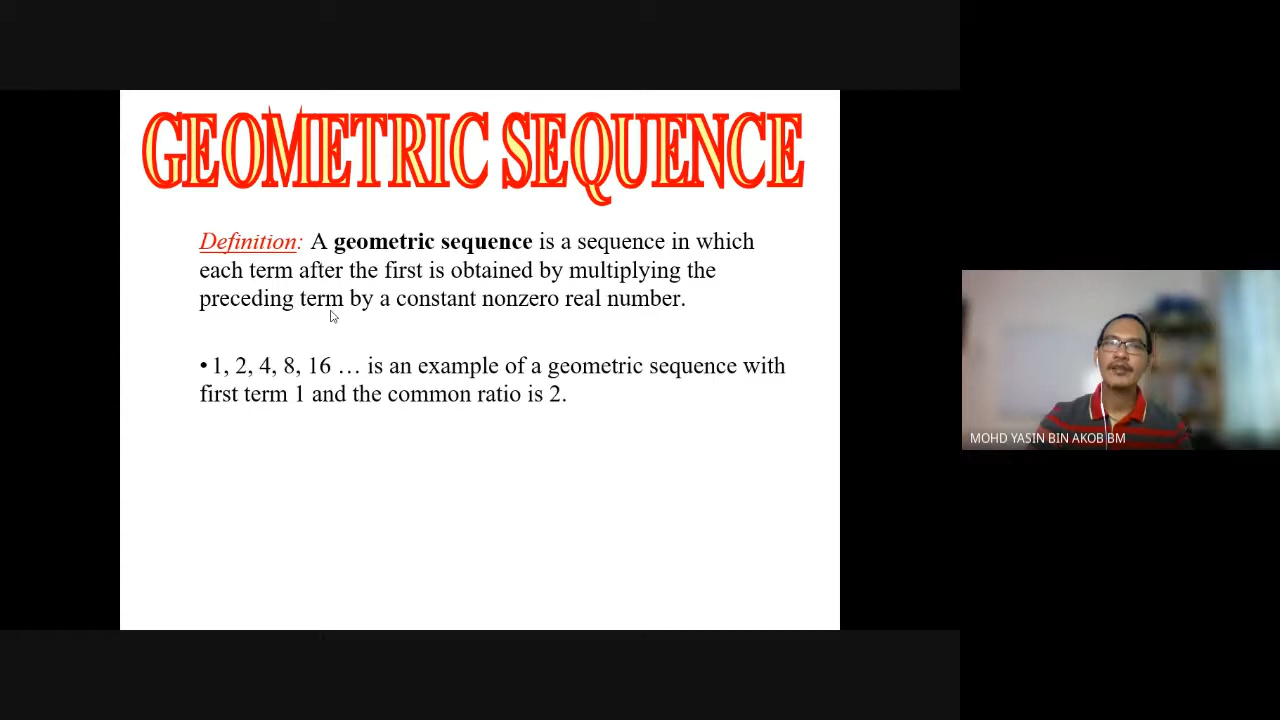 GEOMETRIC SEQUENCE
Definition: A geometric sequence is a sequence in which
each term after the first is obtained by multiplying the
preceding term by a constant nonzero real number.
•1, 2, 4, 8, 16 … is an example of a geometric sequence with
first term 1 and the common ratio is 2.
MOHD YASIN BIN AKOB BM